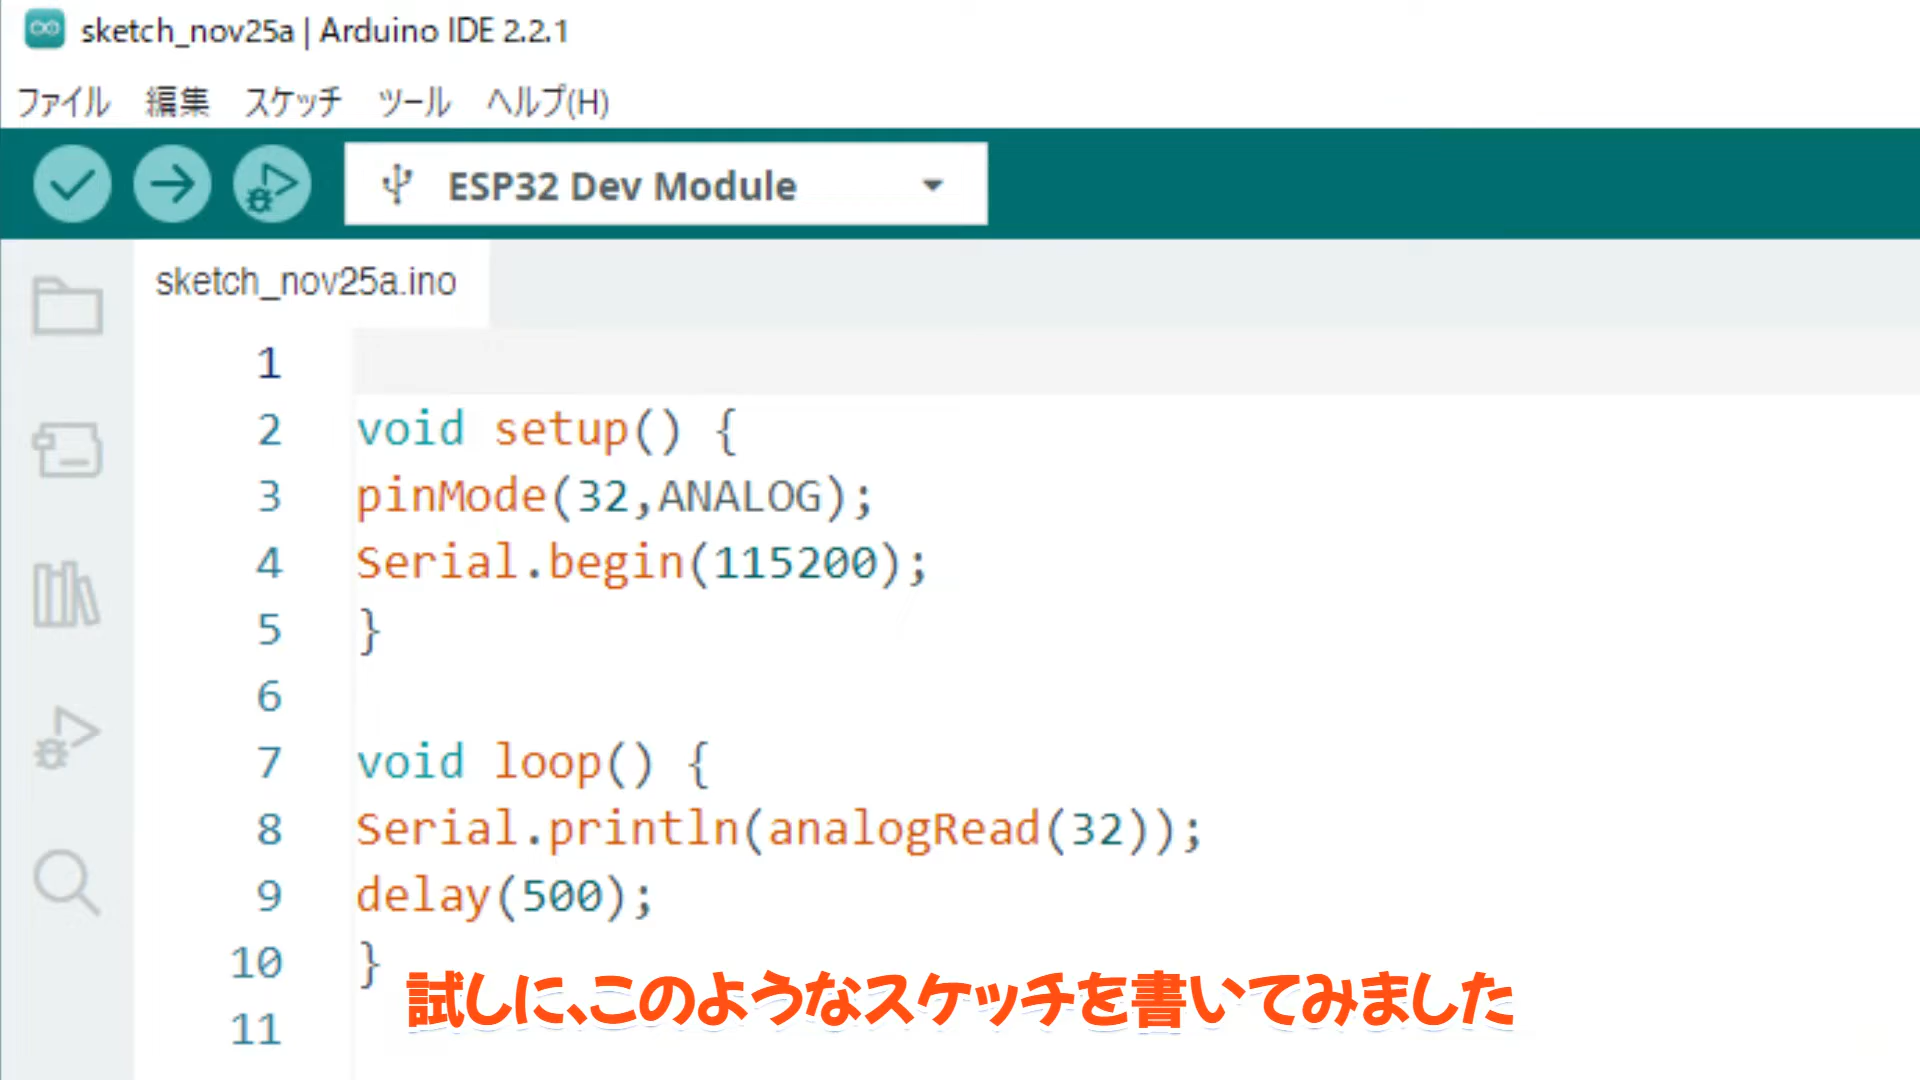 sketch_nov25a | Arduino IDE 2.2.1
ファイル 編集 スケッチ ツール ヘルプ(H)
ESP32 Dev Module
sketch_nov25a.ino
1
2 void setup() {
3 pinMode(32,ANALOG);
4 Serial.begin(115200);
5 }
6
7 void loop() {
8 Serial.println(analogRead(32));
9 delay(500);
10 }
11
試しに、このようなスケッチを書いてみました